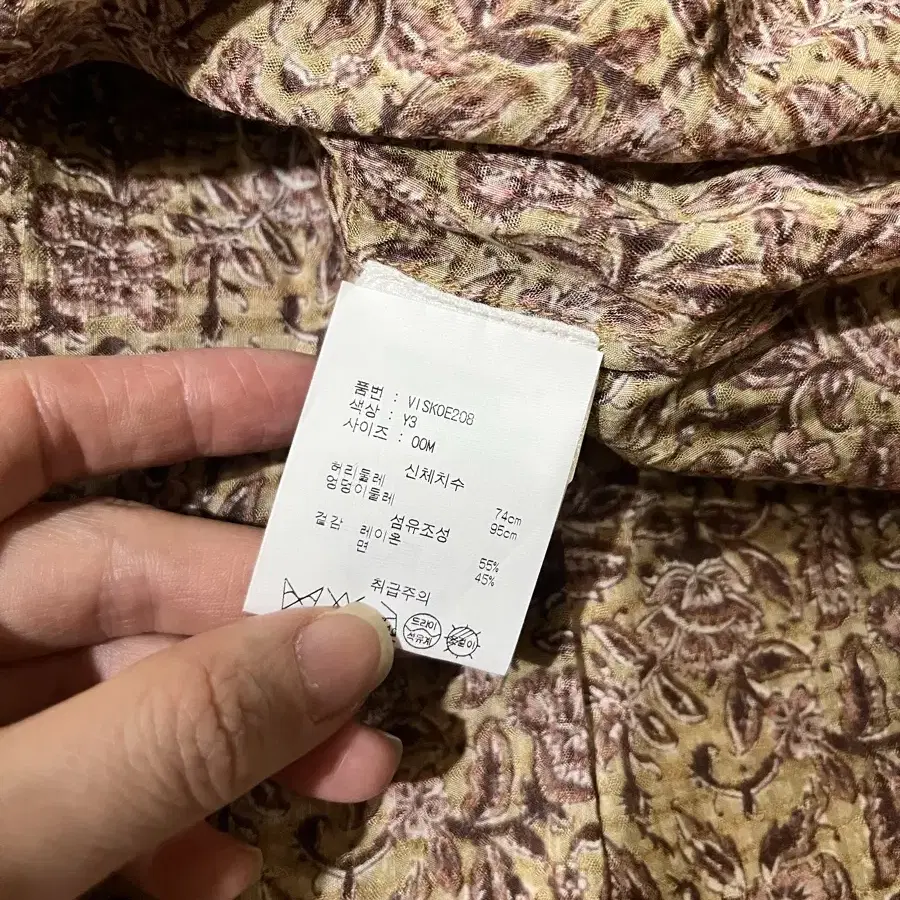 품번 : VISKOE208
색상 : Y3
사이즈 : 00M
신체치수
허리둘레 74cm
엉덩이둘레 95cm
섬유조성
겉감 레이온 55%
면 45%
취급주의
드라이
석유계